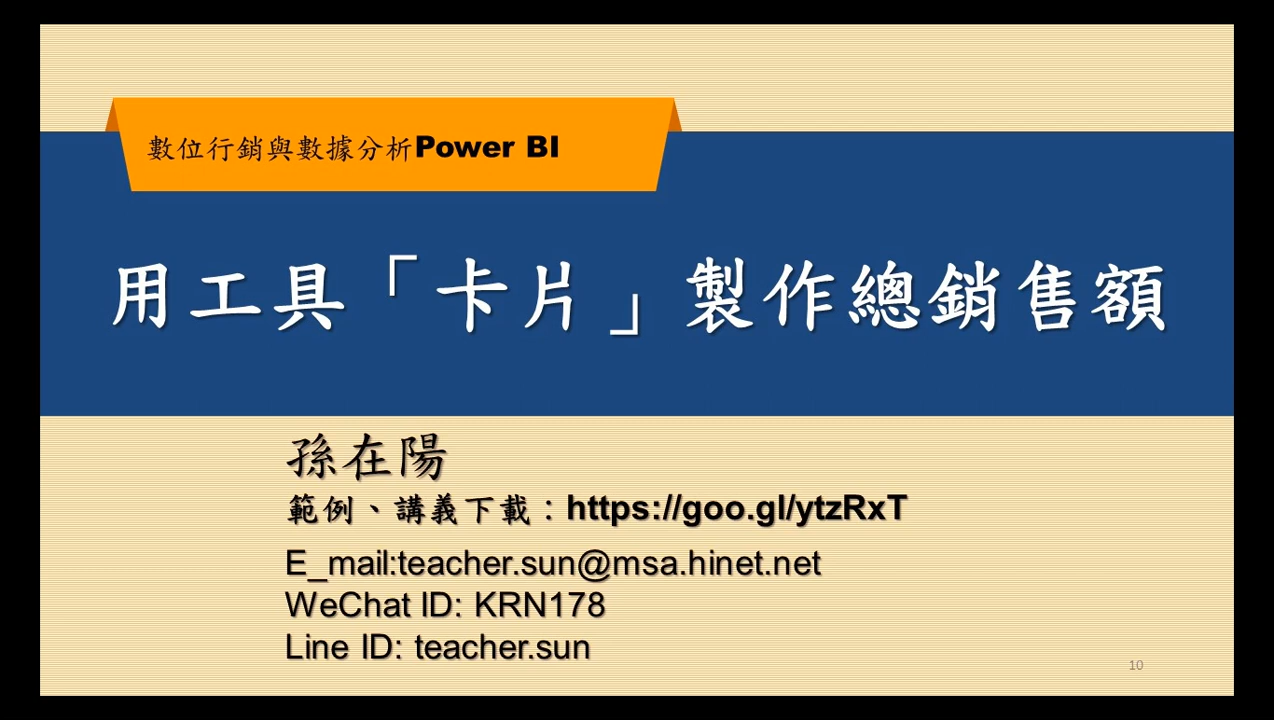 數位行銷與數據分析Power BI
用工具「卡片」製作總銷售額
孫在陽
範例、講義下載：https://goo.gl/ytzRxT
E_mail:teacher.sun@msa.hinet.net
WeChat ID: KRN178
Line ID: teacher.sun
10